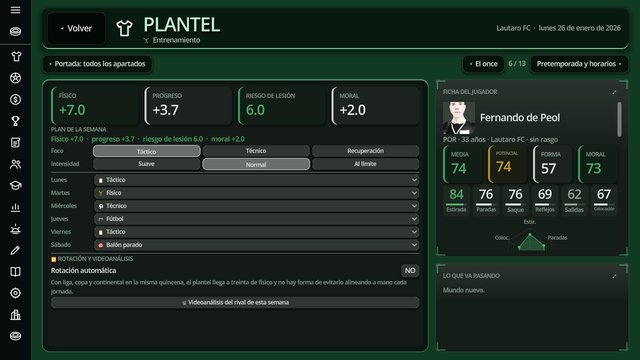 • Volver
PLANTEL
Entrenamiento
Lautaro FC · lunes 26 de enero de 2026
• Portada: todos los apartados
• El once
6 / 13
Pretemporada y horarios •
FÍSICO
+7.0
PROGRESO
+3.7
RIESGO DE LESIÓN
6.0
MORAL
+2.0
PLAN DE LA SEMANA
Físico +7.0 · progreso +3.7 · riesgo de lesión 6.0 · moral +2.0
Foco
Táctico
Técnico
Recuperación
Intensidad
Suave
Normal
Al límite
Lunes
Táctico
Martes
Físico
Miércoles
Técnico
Jueves
Fútbol
Viernes
Táctico
Sábado
Balón parado
ROTACIÓN Y VIDEOANÁLISIS
Rotación automática
NO
Con liga, copa y continental en la misma quincena, el plantel llega a treinta de físico y no hay forma de evitarlo alineando a mano cada
jornada.
Videoanálisis del rival de esta semana
FICHA DEL JUGADOR
Fernando de Peol
POR · 33 años · Lautaro FC · sin rasgo
MEDIA
74
POTENCIAL
74
FORMA
57
MORAL
73
84
Estirada
76
Paradas
76
Saque
69
Reflejos
62
Salidas
67
Colocación
Estir.
Coloc.
Paradas
LO QUE VA PASANDO
Mundo nuevo.